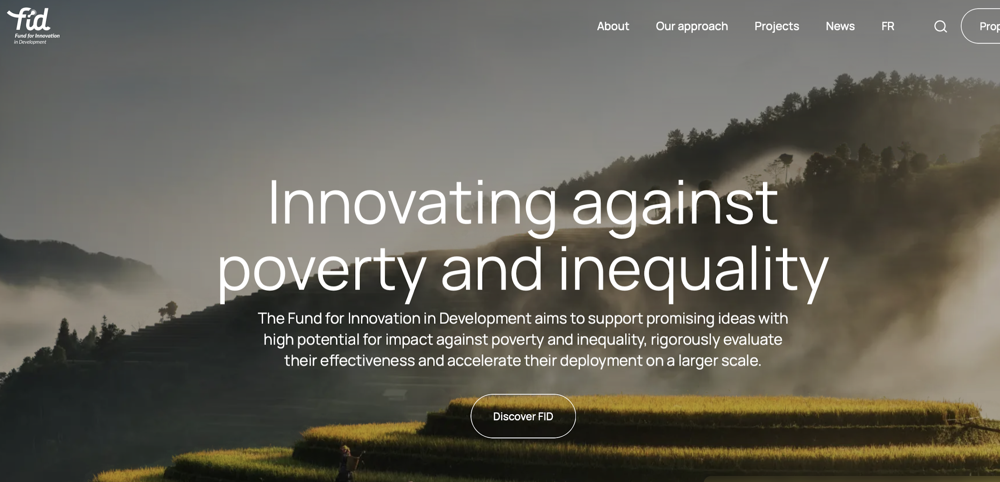 fid
Fund for Innovation
in Development
About
Our approach
Projects
News
FR
Innovating against
poverty and inequality
The Fund for Innovation in Development aims to support promising ideas with
high potential for impact against poverty and inequality, rigorously evaluate
their effectiveness and accelerate their deployment on a larger scale.
Discover FID